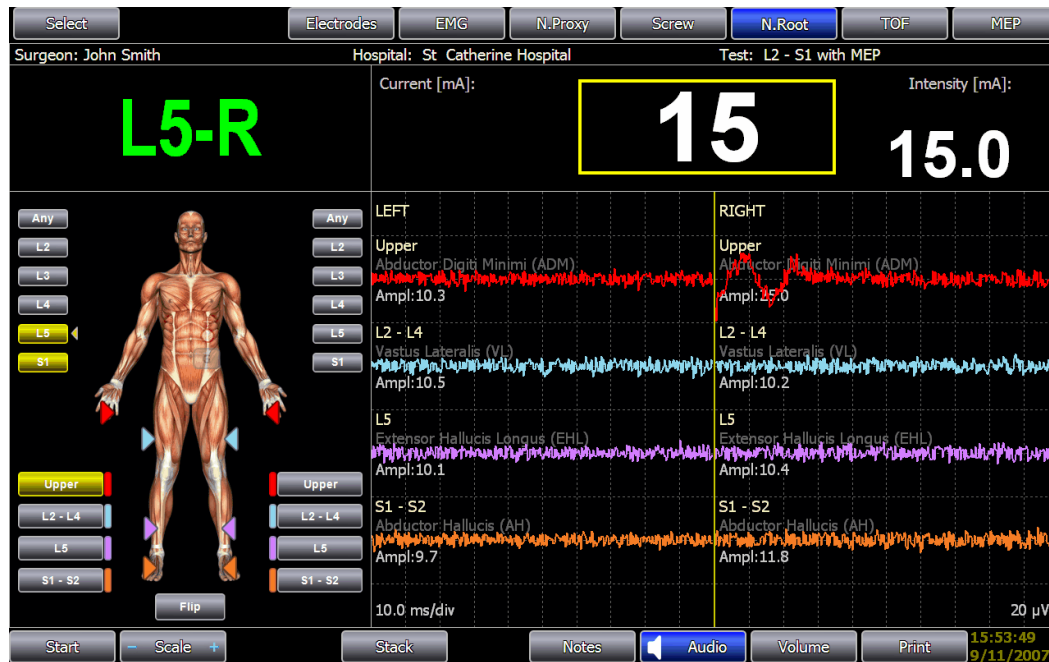 Select Electrodes EMG N.Proxy Screw N.Root TOF MEP
Surgeon: John Smith Hospital: St Catherine Hospital Test: L2 - S1 with MEP
L5-R
Current [mA]: 15 Intensity [mA]: 15.0
Any Any
L2 L2
L3 L3
L4 L4
L5 L5
S1 S1
Upper Upper
L2 - L4 L2 - L4
L5 L5
S1 - S2 S1 - S2
Flip
LEFT RIGHT
Upper Upper
Abductor Digiti Minimi (ADM) Abductor Digiti Minimi (ADM)
Ampl:10.3 Ampl:25.0
L2 - L4 L2 - L4
Vastus Lateralis (VL) Vastus Lateralis (VL)
Ampl:10.5 Ampl:10.2
L5 L5
Extensor Hallucis Longus (EHL) Extensor Hallucis Longus (EHL)
Ampl:10.1 Ampl:10.4
S1 - S2 S1 - S2
Abductor Hallucis (AH) Abductor Hallucis (AH)
Ampl:9.7 Ampl:11.8
10.0 ms/div 20 µV
Start - Scale + Stack Notes Audio Volume Print 15:53:49
9/11/2007